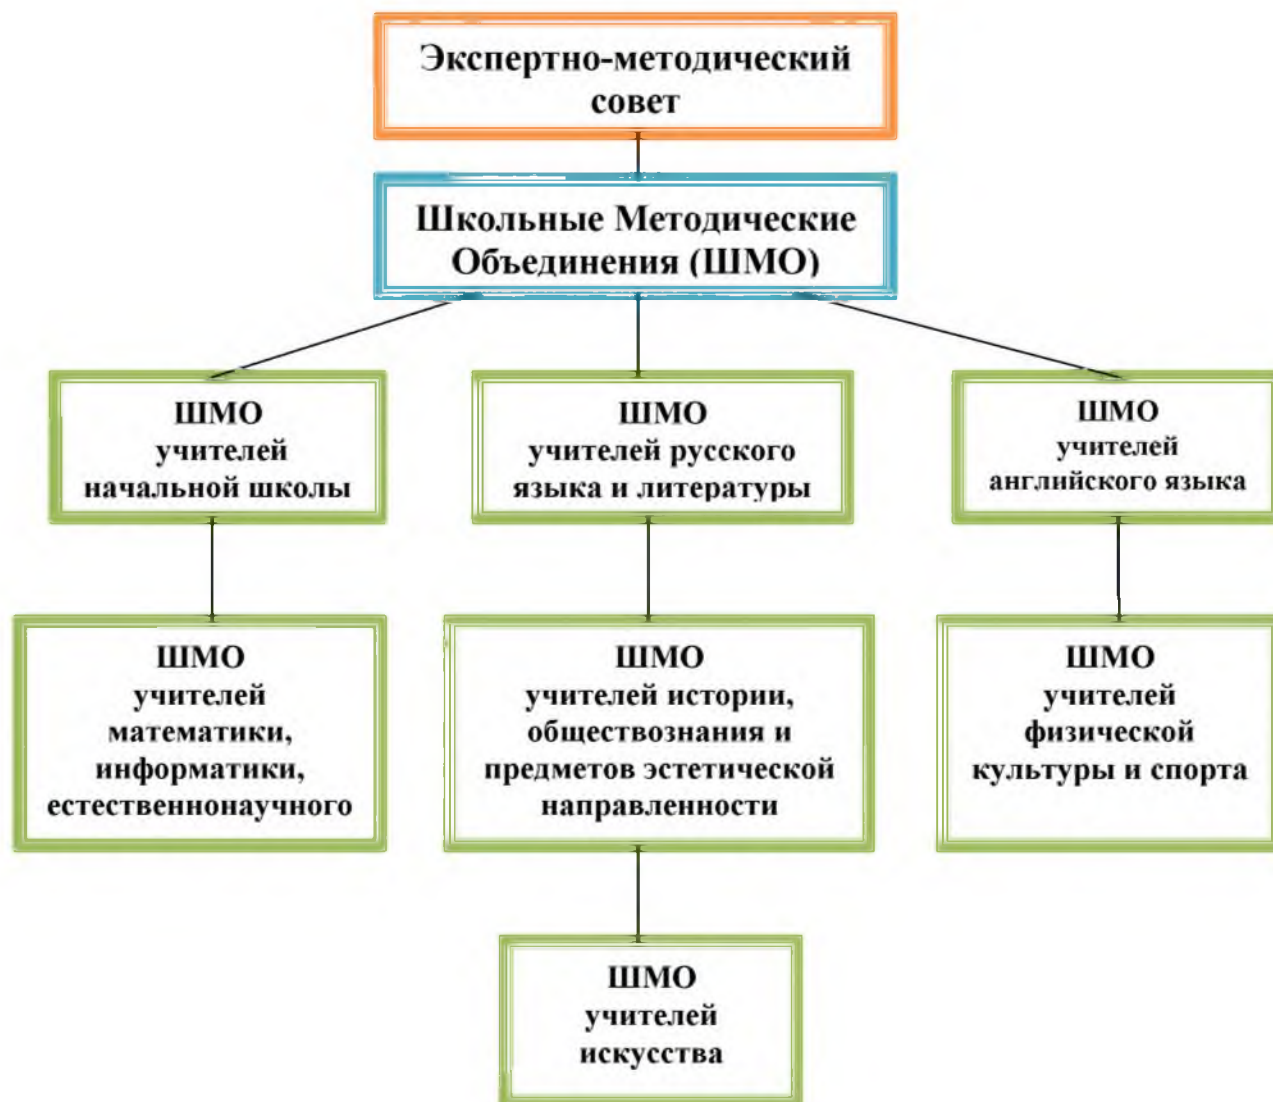 Экспертно-методический
совет
Школьные Методические
Объединения (ШМО)
ШМО
учителей
начальной школы
ШМО
учителей русского
языка и литературы
ШМО
учителей
английского языка
ШМО
учителей
математики,
информатики,
естественнонаучного
ШМО
учителей истории,
обществознания и
предметов эстетической
направленности
ШМО
учителей
физической
культуры и спорта
ШМО
учителей
искусства